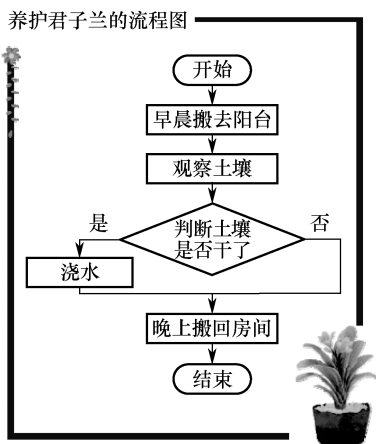 养护君子兰的流程图
开始
早晨搬去阳台
观察土壤
判断土壤
是否干了
是
否
浇水
晚上搬回房间
结束